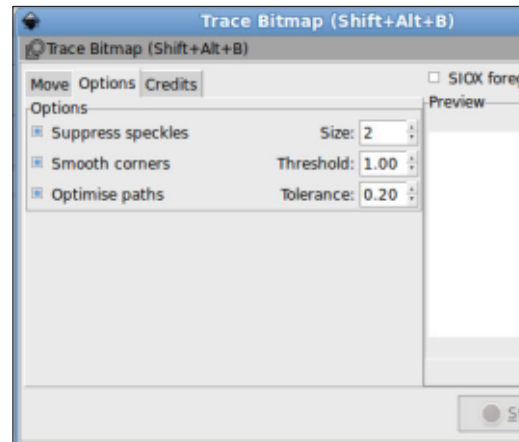 Trace Bitmap (Shift+Alt+B)
Trace Bitmap (Shift+Alt+B)
Move Options Credits
SIOX
Options
Preview
Suppress speckles Size: 2
Smooth corners Threshold: 1.00
Optimise paths Tolerance: 0.20